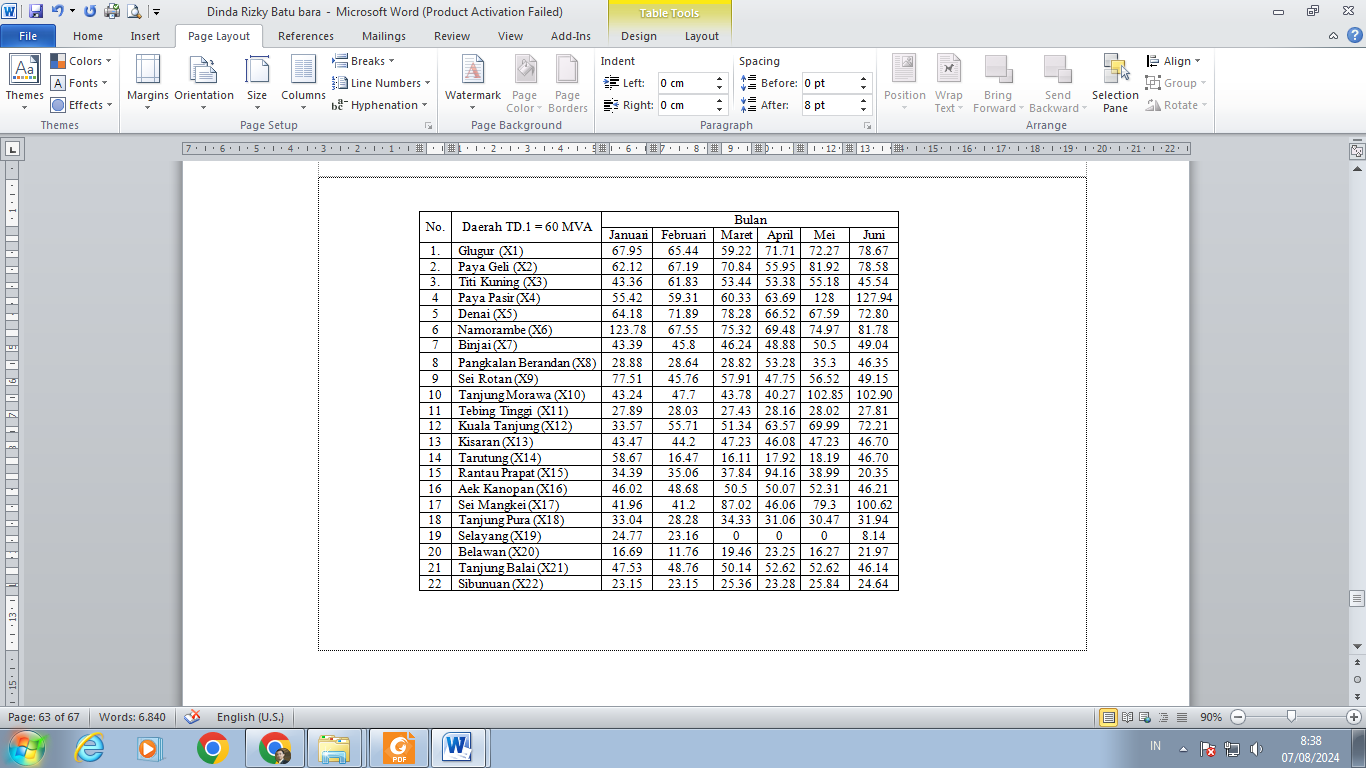 Dinda Rizky Batu bara - Microsoft Word (Product Activation Failed)
Table Tools
File Home Insert Page Layout References Mailings Review View Add-Ins Design Layout
Themes Colors Fonts Effects
Margins Orientation Size Columns Breaks Line Numbers Hyphenation
Watermark Page Color Page Borders
Indent Spacing
Left: 0 cm Before: 0 pt
Right: 0 cm After: 8 pt
Position Wrap Text Bring Forward Send Backward Selection Pane Align Group Rotate
Themes Page Setup Page Background Paragraph Arrange
No. Daerah TD.1 = 60 MVA Bulan
Januari Februari Maret April Mei Juni
1. Glugur (X1) 67.95 65.44 59.22 71.71 72.27 78.67
2. Paya Geli (X2) 62.12 67.19 70.84 55.95 81.92 78.58
3. Titi Kuning (X3) 43.36 61.83 53.44 53.38 55.18 45.54
4 Paya Pasir (X4) 55.42 59.31 60.33 63.69 128 127.94
5 Denai (X5) 64.18 71.89 78.28 66.52 67.59 72.80
6 Namorambe (X6) 123.78 67.55 75.32 69.48 74.97 81.78
7 Binjai (X7) 43.39 45.8 46.24 48.88 50.5 49.04
8 Pangkalan Berandan (X8) 28.88 28.64 28.82 53.28 35.3 46.35
9 Sei Rotan (X9) 77.51 45.76 57.91 47.75 56.52 49.15
10 Tanjung Morawa (X10) 43.24 47.7 43.78 40.27 102.85 102.90
11 Tebing Tinggi (X11) 27.89 28.03 27.43 28.16 28.02 27.81
12 Kuala Tanjung (X12) 33.57 55.71 51.34 63.57 69.99 72.21
13 Kisaran (X13) 43.47 44.2 47.23 46.08 47.23 46.70
14 Tarutung (X14) 58.67 16.47 16.11 17.92 18.19 46.70
15 Rantau Prapat (X15) 34.39 35.06 37.84 94.16 38.99 20.35
16 Aek Kanopan (X16) 46.02 48.68 50.5 50.07 52.31 46.21
17 Sei Mangkei (X17) 41.96 41.2 87.02 46.06 79.3 100.62
18 Tanjung Pura (X18) 33.04 28.28 34.33 31.06 30.47 31.94
19 Selayang (X19) 24.77 23.16 0 0 0 8.14
20 Belawan (X20) 16.69 11.76 19.46 23.25 16.27 21.97
21 Tanjung Balai (X21) 47.53 48.76 50.14 52.62 52.62 46.14
22 Sibunuan (X22) 23.15 23.15 25.36 23.28 25.84 24.64
Page: 63 of 67 Words: 6.840 English (U.S.) 90%
IN 8:38
07/08/2024